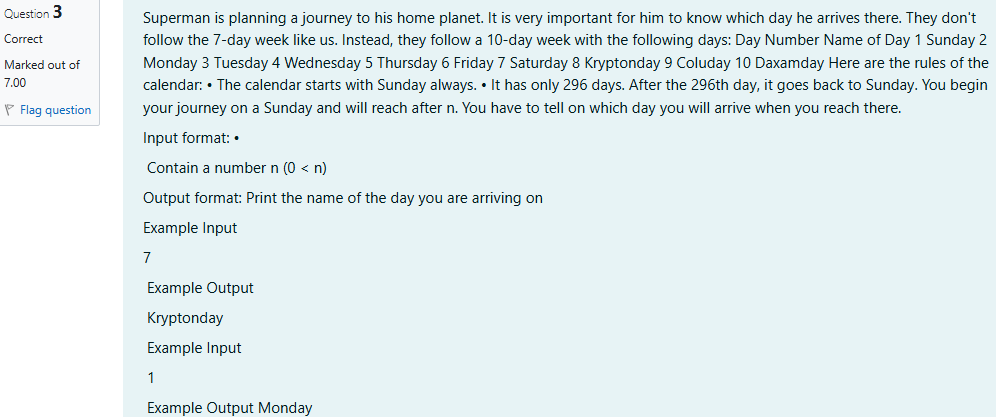 Question 3
Correct
Marked out of
7.00
Flag question
Superman is planning a journey to his home planet. It is very important for him to know which day he arrives there. They don't
follow the 7-day week like us. Instead, they follow a 10-day week with the following days: Day Number Name of Day 1 Sunday 2
Monday 3 Tuesday 4 Wednesday 5 Thursday 6 Friday 7 Saturday 8 Kryptonday 9 Coluday 10 Daxamday Here are the rules of the
calendar: • The calendar starts with Sunday always. • It has only 296 days. After the 296th day, it goes back to Sunday. You begin
your journey on a Sunday and will reach after n. You have to tell on which day you will arrive when you reach there.
Input format: •
Contain a number n (0 < n)
Output format: Print the name of the day you are arriving on
Example Input
7
Example Output
Kryptonday
Example Input
1
Example Output Monday